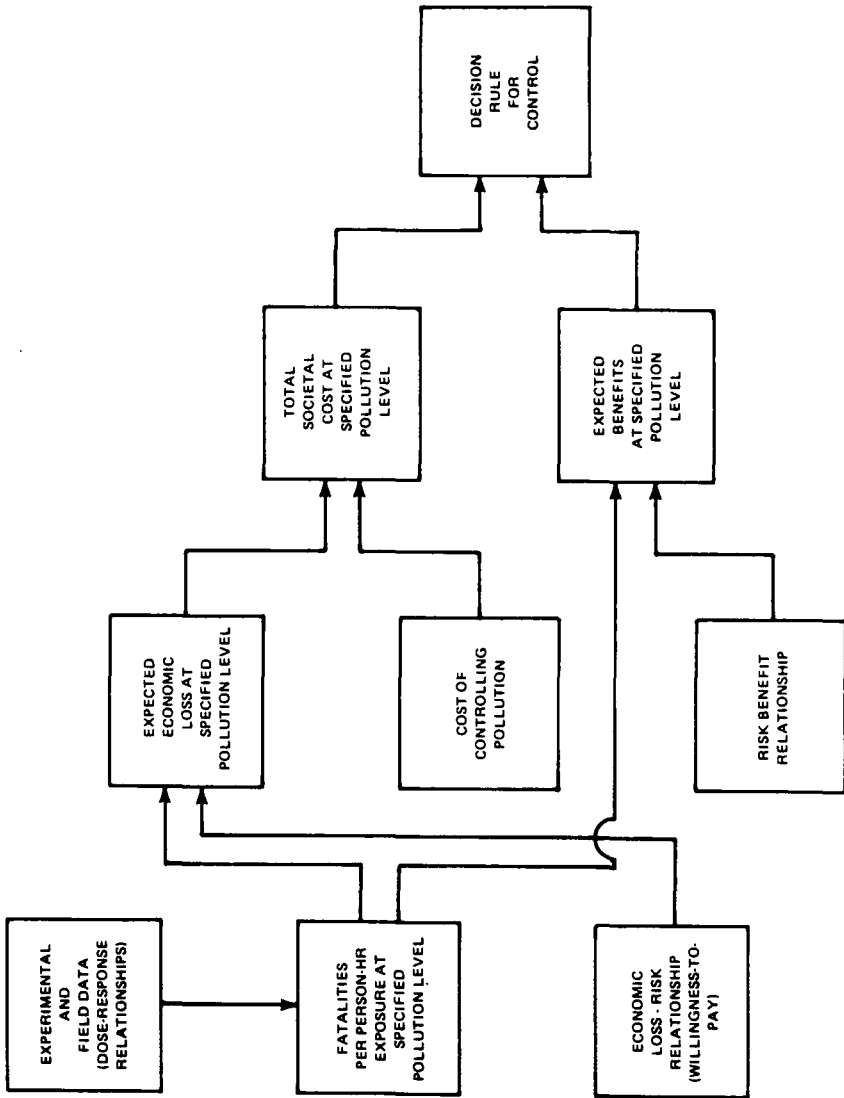 EXPERIMENTAL
AND
FIELD DATA
(DOSE-RESPONSE
RELATIONSHIPS)
FATALITIES
PER PERSON-HR
EXPOSURE AT
SPECIFIED
POLLUTION LEVEL
ECONOMIC
LOSS - RISK
RELATIONSHIP
(WILLINGNESS-TO-
PAY)
EXPECTED
ECONOMIC
LOSS AT
SPECIFIED
POLLUTION LEVEL
COST OF
CONTROLLING
POLLUTION
RISK BENEFIT
RELATIONSHIP
TOTAL
SOCIETAL
COST AT
SPECIFIED
POLLUTION
LEVEL
EXPECTED
BENEFITS
AT SPECIFIED
POLLUTION
LEVEL
DECISION
RULE
FOR
CONTROL